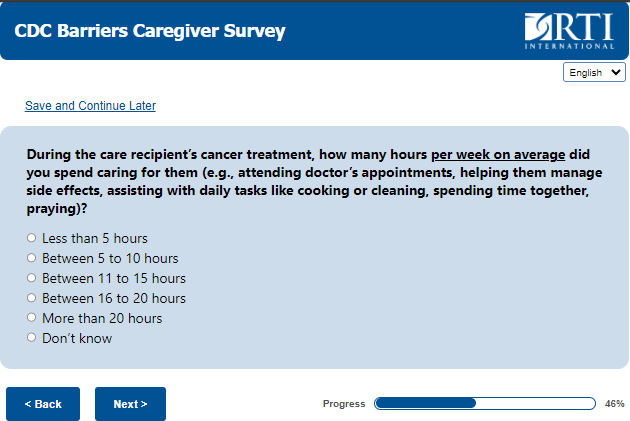 CDC Barriers Caregiver Survey
RTI
INTERNATIONAL
English
Save and Continue Later
During the care recipient's cancer treatment, how many hours per week on average did
you spend caring for them (e.g., attending doctor's appointments, helping them manage
side effects, assisting with daily tasks like cooking or cleaning, spending time together,
praying)?
Less than 5 hours
Between 5 to 10 hours
Between 11 to 15 hours
Between 16 to 20 hours
More than 20 hours
Don't know
< Back
Next >
Progress
46%